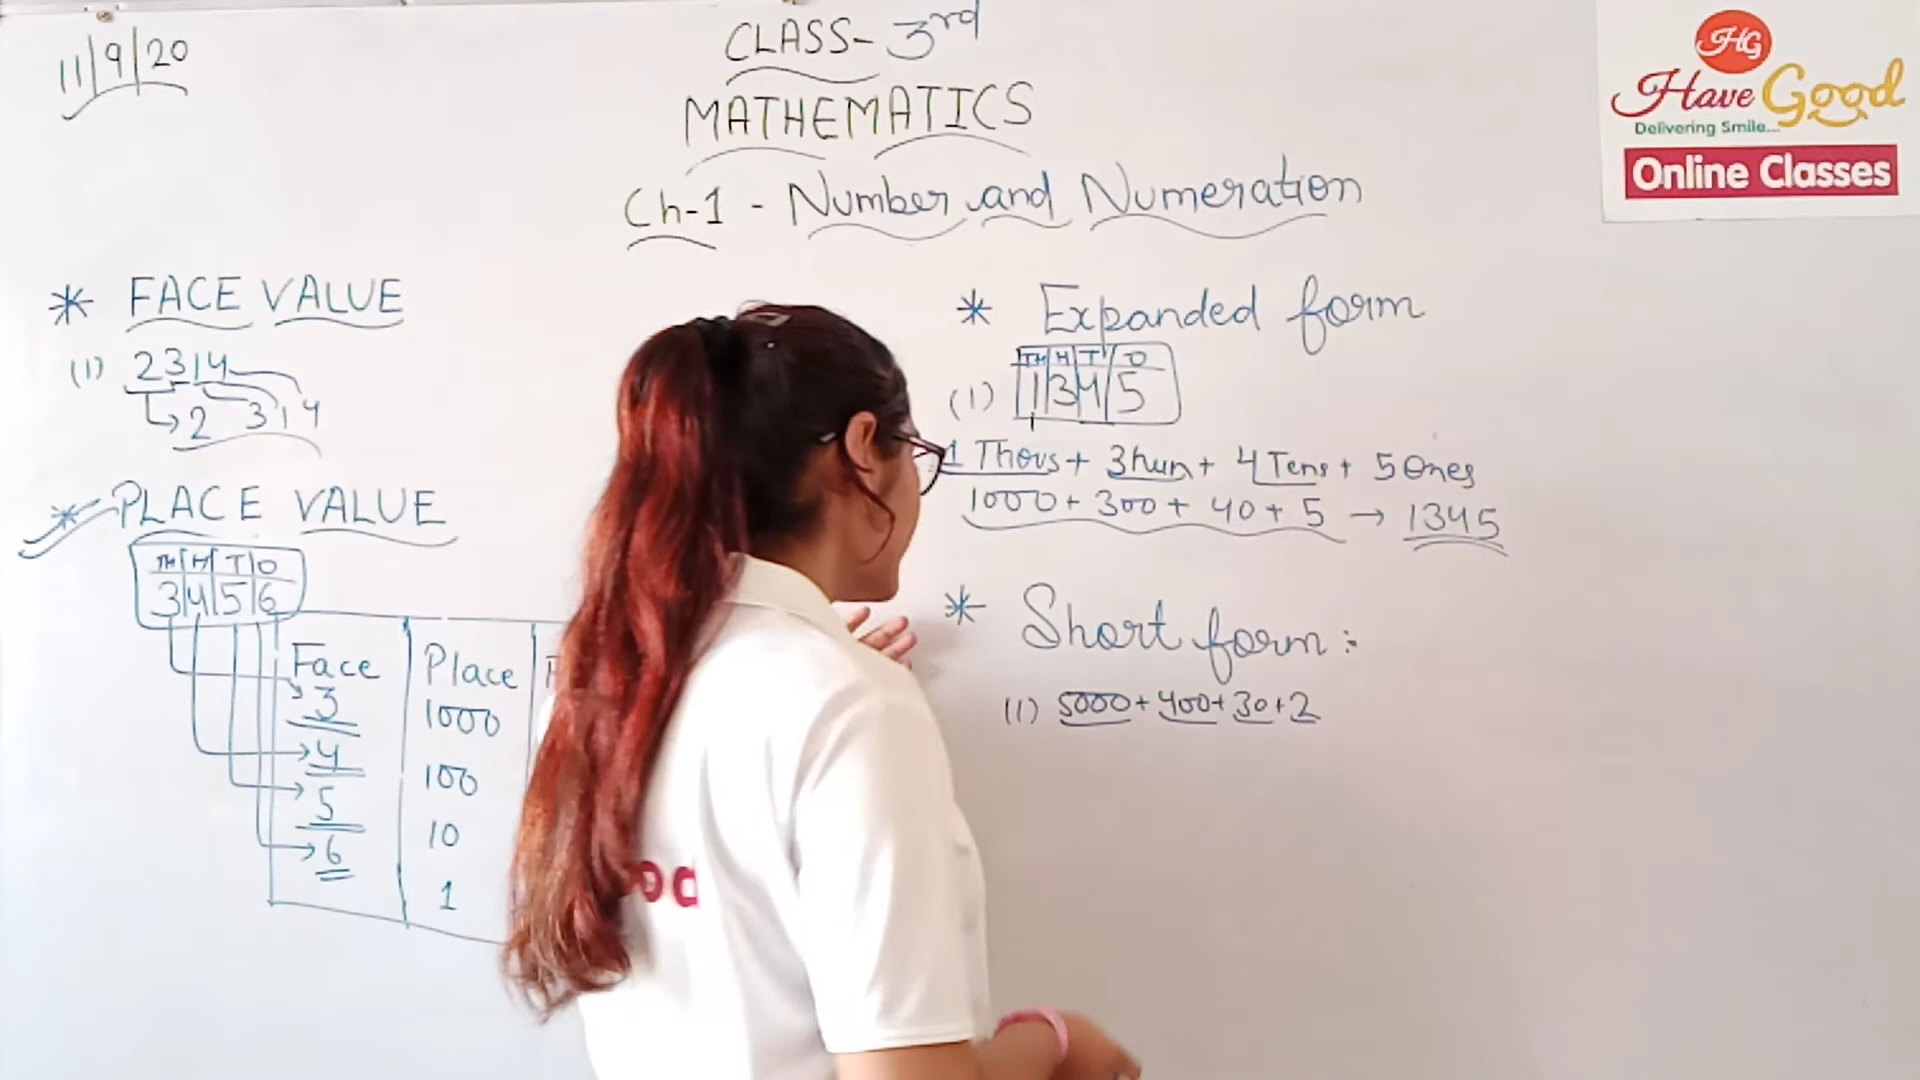 11/9/20
CLASS-3rd
MATHEMATICS
Ch-1 - Number and Numeration
HG
Have Good
Delivering Smile...
Online Classes
* FACE VALUE
(1) 2314
2 3 1 4
* PLACE VALUE
TH H T O
3 4 5 6
Face Place
3 1000
4 100
5 10
6 1
* Expanded form
TH H T O
(1) 1 3 4 5
1 Thous + 3 hun + 4 Tens + 5 Ones
1000 + 300 + 40 + 5 → 1345
* Short form :-
(1) 5000 + 400 + 30 + 2